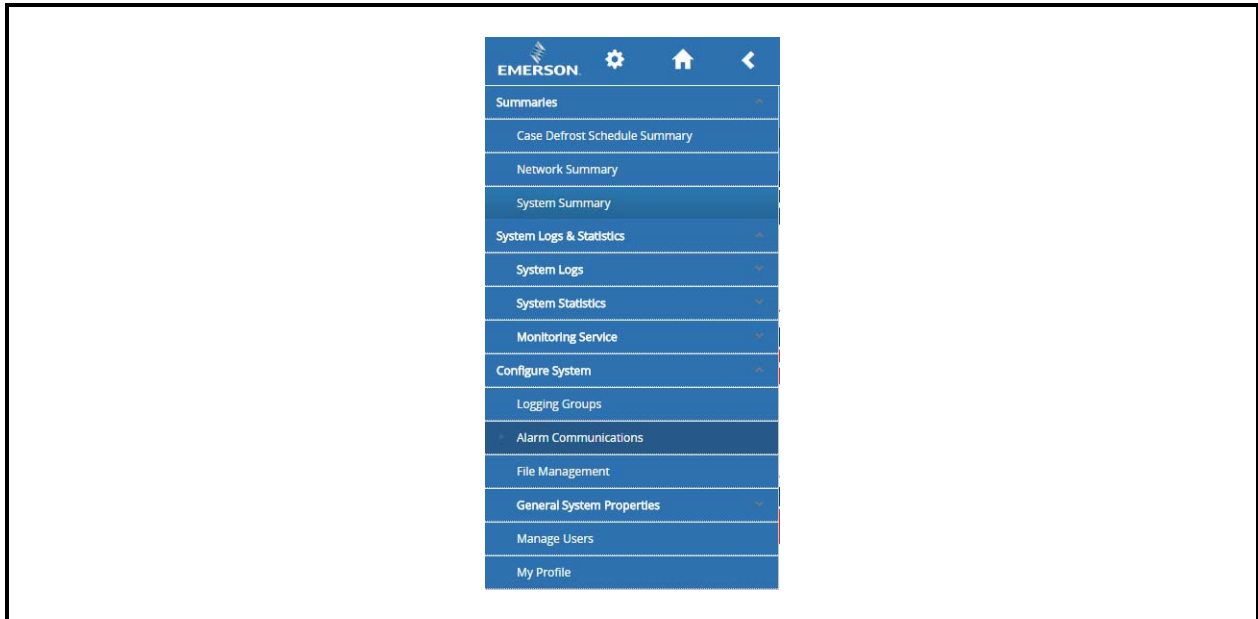 EMERSON.
Summaries
Case Defrost Schedule Summary
Network Summary
System Summary
System Logs & Statistics
System Logs
System Statistics
Monitoring Service
Configure System
Logging Groups
Alarm Communications
File Management
General System Properties
Manage Users
My Profile